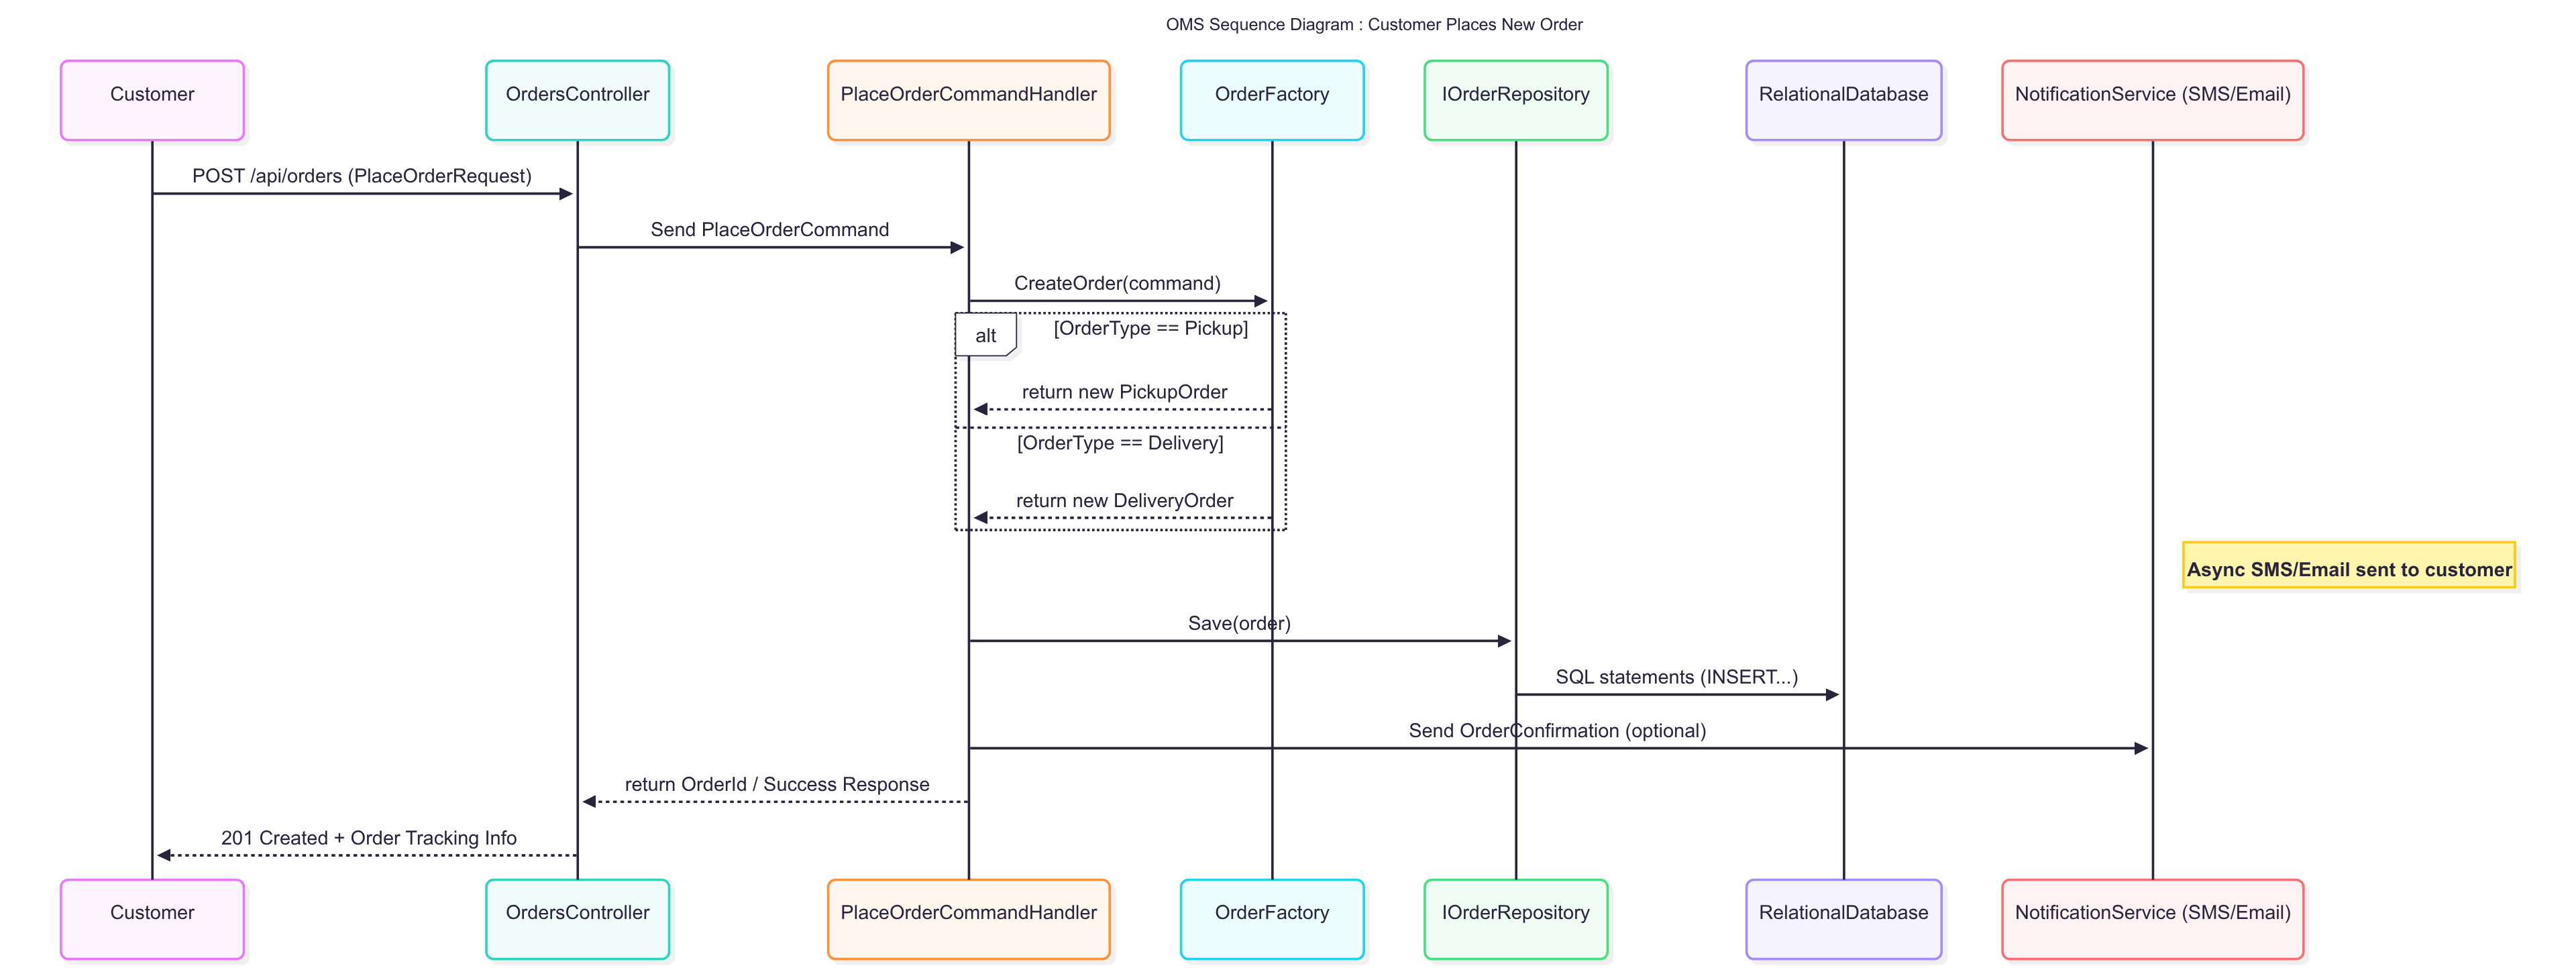 OMS Sequence Diagram : Customer Places New Order
Customer
OrdersController
PlaceOrderCommandHandler
OrderFactory
IOrderRepository
RelationalDatabase
NotificationService (SMS/Email)
POST /api/orders (PlaceOrderRequest)
Send PlaceOrderCommand
CreateOrder(command)
alt
[OrderType == Pickup]
return new PickupOrder
[OrderType == Delivery]
return new DeliveryOrder
Async SMS/Email sent to customer
Save(order)
SQL statements (INSERT...)
Send OrderConfirmation (optional)
return OrderId / Success Response
201 Created + Order Tracking Info
Customer
OrdersController
PlaceOrderCommandHandler
OrderFactory
IOrderRepository
RelationalDatabase
NotificationService (SMS/Email)